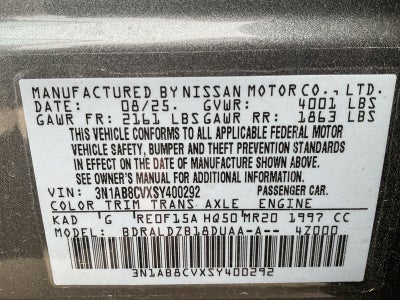 MANUFACTURED BY NISSAN MOTOR CO., LTD.
DATE: 08/25. GVWR: 4001 LBS
GAWR FR: 2161 LBS GAWR RR: 1863 LBS
THIS VEHICLE CONFORMS TO ALL APPLICABLE FEDERAL MOTOR
VEHICLE SAFETY, BUMPER AND THEFT PREVENTION STANDARDS
IN EFFECT ON THE DATE OF MANUFACTURE SHOWN ABOVE.
SEE OWNER'S MANUAL FOR ADDITIONAL INFORMATION.
VIN: 3N1AB8CVXSY400292 PASSENGER CAR.
COLOR TRIM TRANS AXLE ENGINE
KAD G RE0F15A HQ50 MR20 1997 CC
MODEL: BDRALDZB18DUAA-A-- 4Z000
3N1AB8CVXSY400292